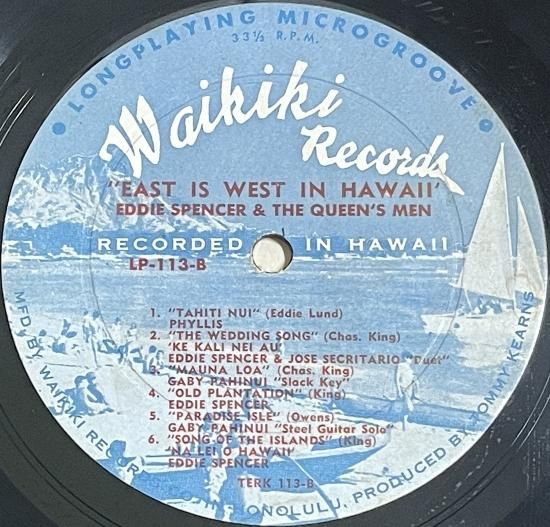 LONGPLAYING MICROGROOVE
33⅓ R.P.M.
Waikiki
Records
"EAST IS WEST IN HAWAII'
EDDIE SPENCER & THE QUEEN'S MEN
RECORDED IN HAWAII
LP-113-B
1. "TAHITI NUI" (Eddie Lund)
PHYLLIS
2. "THE WEDDING SONG" (Chas. King)
'KE KALI NEI AU'
EDDIE SPENCER & JOSE SECRITARIO "Duet"
3. "MAUNA LOA" (Chas. King)
GABY PAHINUI "Slack Key"
4. "OLD PLANTATION" (King)
EDDIE SPENCER
5. "PARADISE ISLE" (Owens)
GABY PAHINUI "Steel Guitar Solo"
6. "SONG OF THE ISLANDS" (King)
'NA LEI O HAWAII'
EDDIE SPENCER
TERK 113-B
MFD. BY WAIKIKI RECOR HONOLULU, PRODUCED BY TOMMY KEARNS